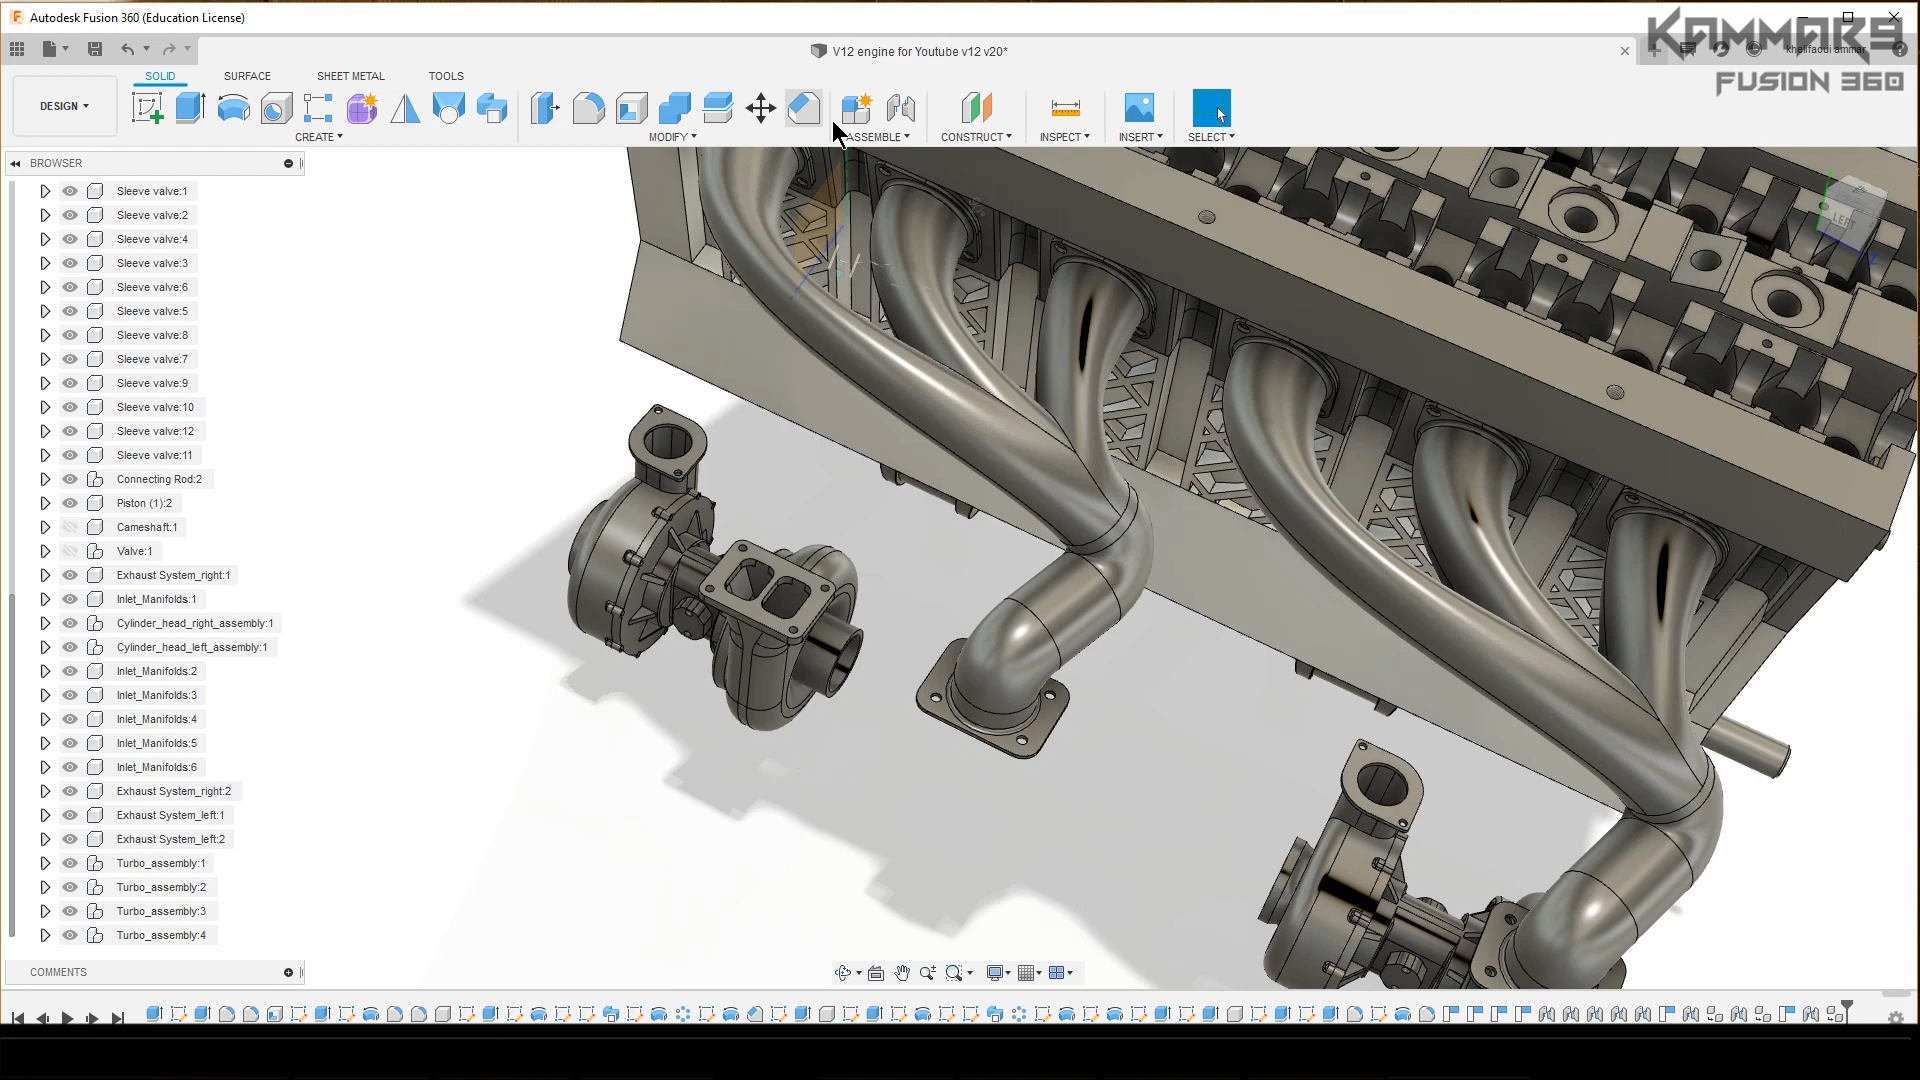 Autodesk Fusion 360 (Education License)
KAMMARS
FUSION 360
V12 engine for Youtube v12 v20*
khelifaoui ammar
SOLID
SURFACE
SHEET METAL
TOOLS
DESIGN
CREATE
MODIFY
ASSEMBLE
CONSTRUCT
INSPECT
INSERT
SELECT
BROWSER
Sleeve valve:1
Sleeve valve:2
Sleeve valve:4
Sleeve valve:3
Sleeve valve:6
Sleeve valve:5
Sleeve valve:8
Sleeve valve:7
Sleeve valve:9
Sleeve valve:10
Sleeve valve:12
Sleeve valve:11
Connecting Rod:2
Piston (1):2
Cameshaft:1
Valve:1
Exhaust System_right:1
Inlet_Manifolds:1
Cylinder_head_right_assembly:1
Cylinder_head_left_assembly:1
Inlet_Manifolds:2
Inlet_Manifolds:3
Inlet_Manifolds:4
Inlet_Manifolds:5
Inlet_Manifolds:6
Exhaust System_right:2
Exhaust System_left:1
Exhaust System_left:2
Turbo_assembly:1
Turbo_assembly:2
Turbo_assembly:3
Turbo_assembly:4
LEFT
Z
COMMENTS